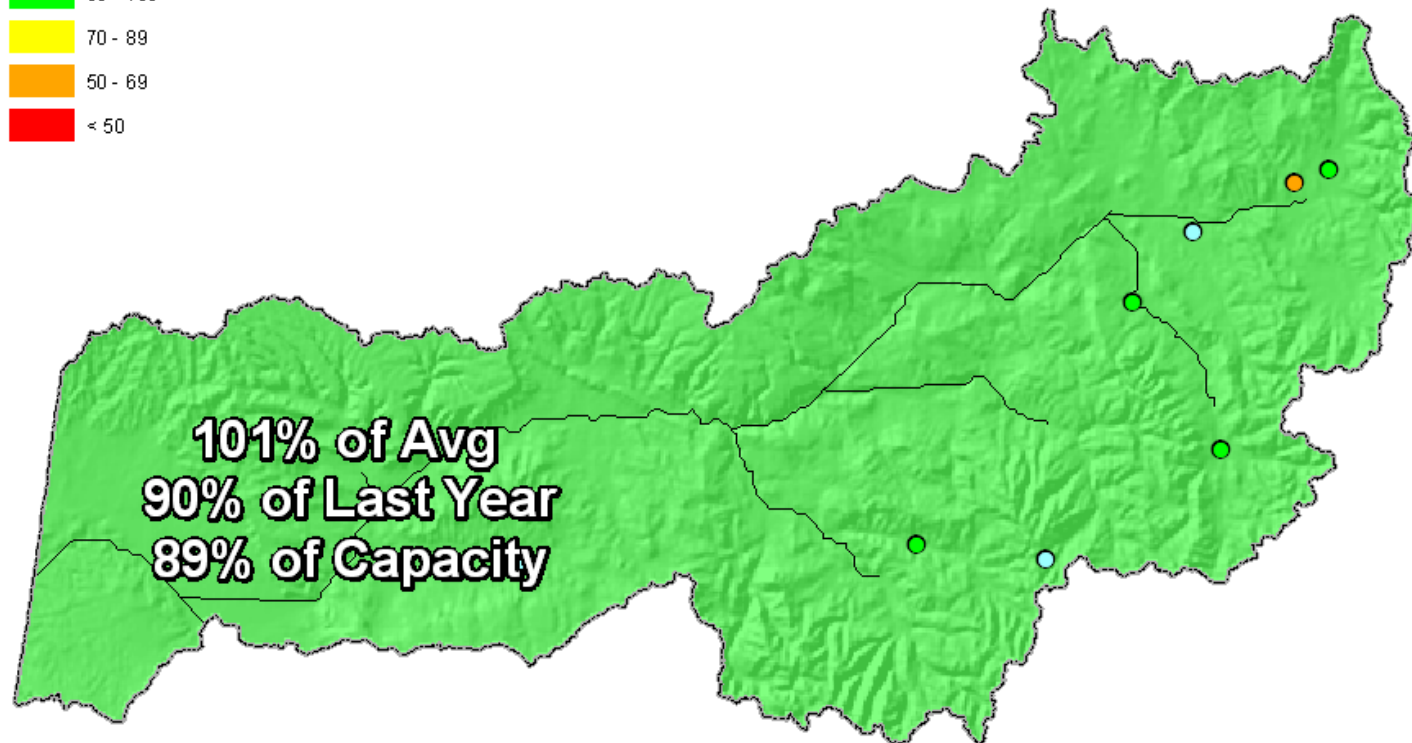 70 - 89
50 - 69
< 50
101% of Avg
90% of Last Year
89% of Capacity